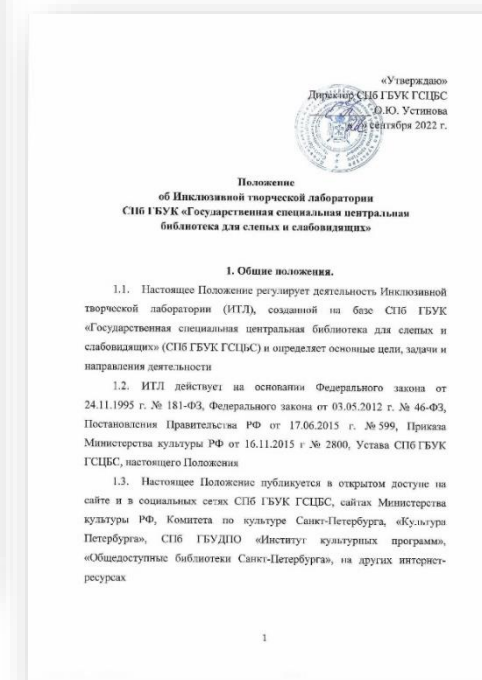 «Утверждаю»
Директор СПб ГБУК ГСЦБС
О.Ю. Устинова
сентября 2022 г.
Положение
об Инклюзивной творческой лаборатории
СПб ГБУК «Государственная специальная центральная
библиотека для слепых и слабовидящих»
1. Общие положения.
1.1. Настоящее Положение регулирует деятельность Инклюзивной
творческой лаборатории (ИТЛ), созданной на базе СПб ГБУК
«Государственная специальная центральная библиотека для слепых и
слабовидящих» (СПб ГБУК ГСЦБС) и определяет основные цели, задачи и
направления деятельности
1.2. ИТЛ действует на основании Федерального закона от
24.11.1995 г. № 181-ФЗ, Федерального закона от 03.05.2012 г. № 46-ФЗ,
Постановления Правительства РФ от 17.06.2015 г. №599, Приказа
Министерства культуры РФ от 16.11.2015 г № 2800, Устава СПб ГБУК
ГСЦБС, настоящего Положения
1.3. Настоящее Положение публикуется в открытом доступе на
сайте и в социальных сетях СПб ГБУК ГСЦБС, сайтах Министерства
культуры РФ, Комитета по культуре Санкт-Петербурга, «Культура
Петербурга», СПб ГБУДПО «Институт культурных программ»,
«Общедоступные библиотеки Санкт-Петербурга», на других интернет-
ресурсах
1